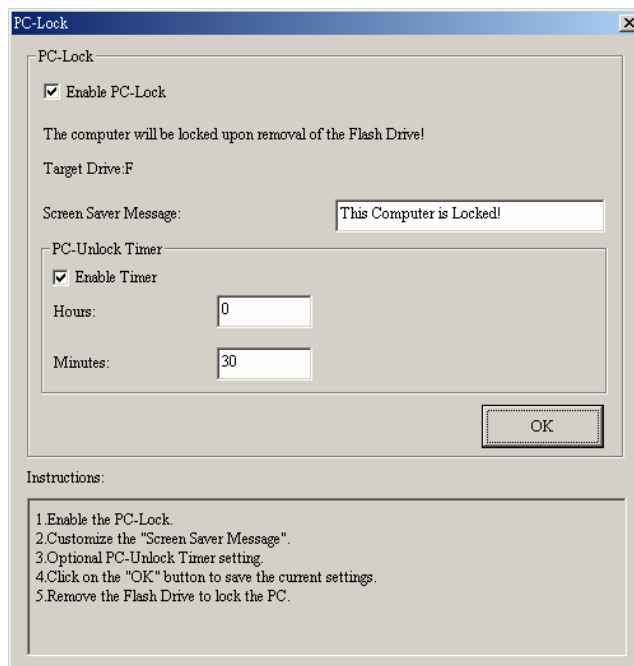 PC-Lock
PC-Lock
Enable PC-Lock
The computer will be locked upon removal of the Flash Drive!
Target Drive:F
Screen Saver Message: This Computer is Locked!
PC-Unlock Timer
Enable Timer
Hours: 0
Minutes: 30
OK
Instructions:
1.Enable the PC-Lock.
2.Customize the "Screen Saver Message".
3.Optional PC-Unlock Timer setting.
4.Click on the "OK" button to save the current settings.
5.Remove the Flash Drive to lock the PC.